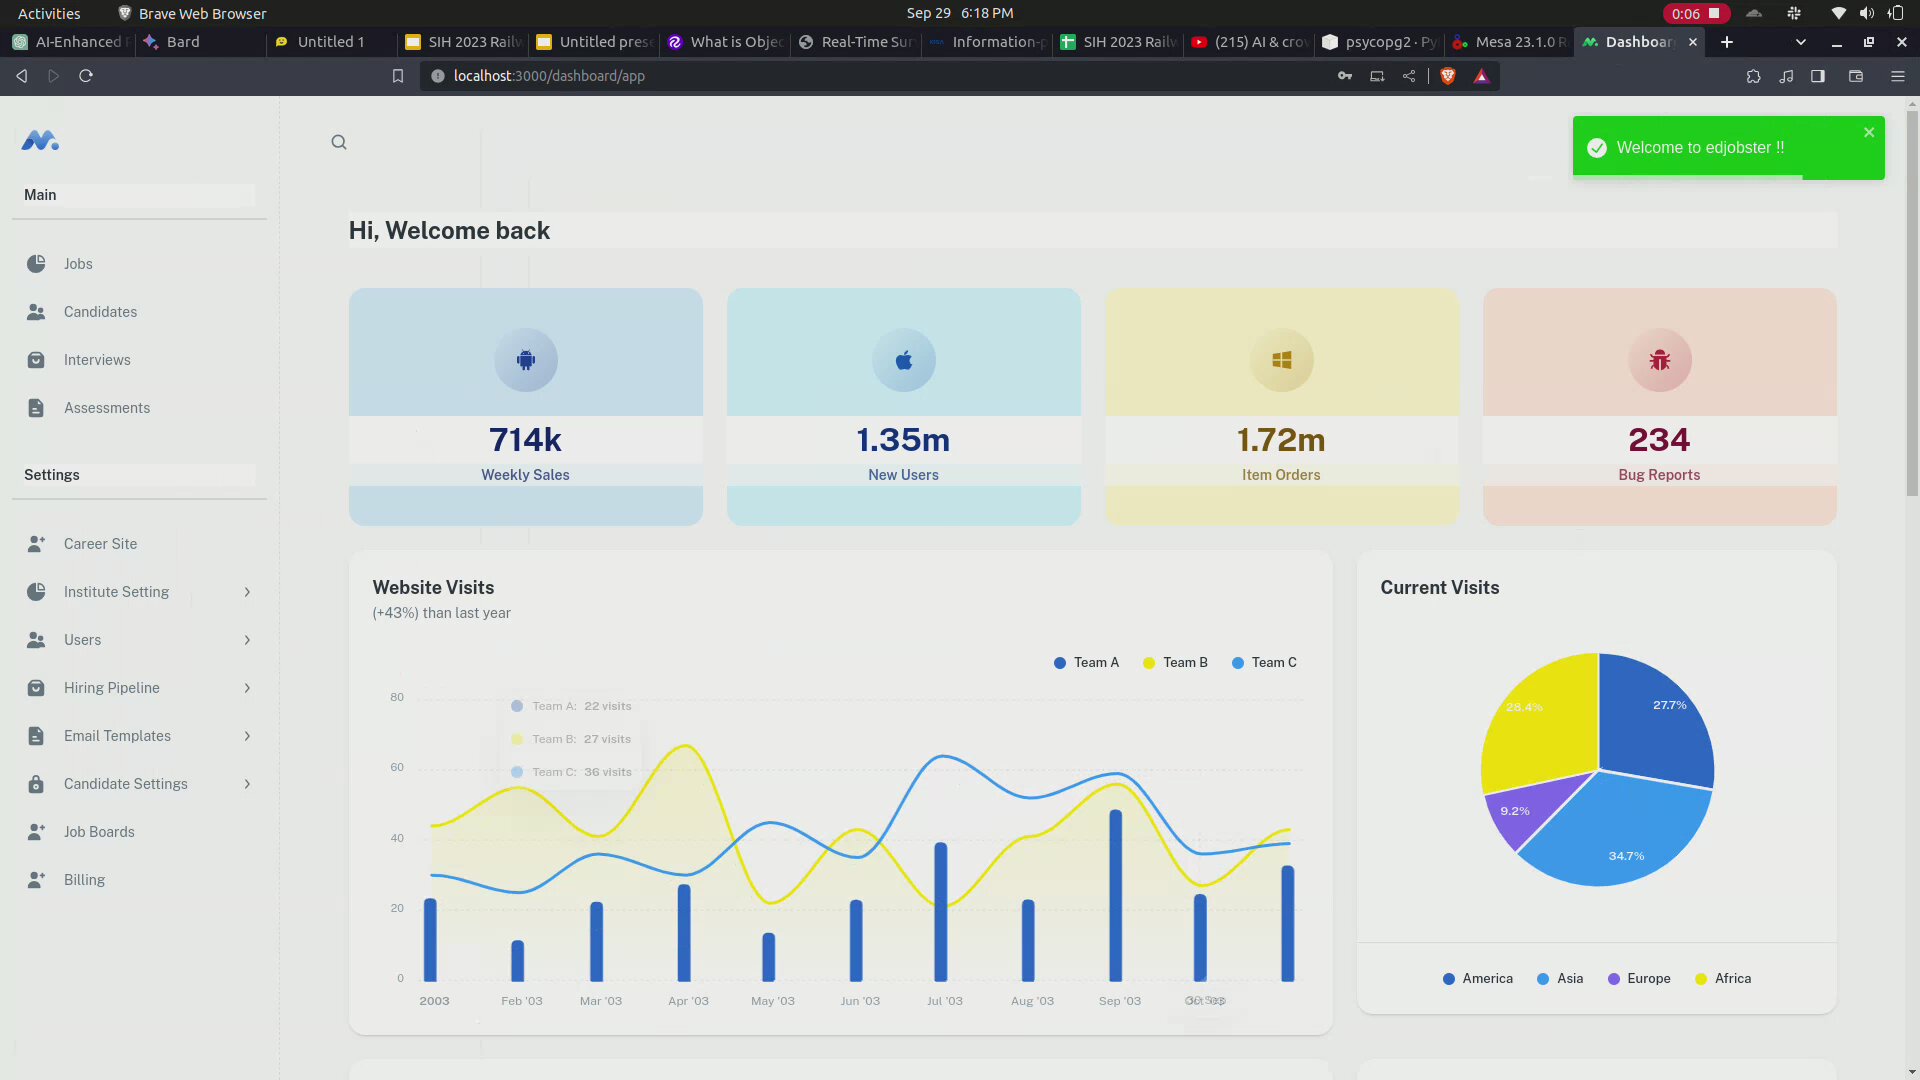 Activities
Brave Web Browser
Sep 29 6:18 PM
0:06
AI-Enhanced
Bard
Untitled 1
SIH 2023 Railw
Untitled prese
What is Objec
Real-Time Sur
Information-p
SIH 2023 Railw
(215) AI & crow
psycopg2 · Py
Mesa 23.1.0 R
Dashboar
localhost:3000/dashboard/app
Welcome to edjobster !!
Main
Jobs
Candidates
Interviews
Assessments
Settings
Career Site
Institute Setting
Users
Hiring Pipeline
Email Templates
Candidate Settings
Job Boards
Billing
Hi, Welcome back
714k
Weekly Sales
1.35m
New Users
1.72m
Item Orders
234
Bug Reports
Website Visits
(+43%) than last year
Team A
Team B
Team C
80
60
40
20
0
Team A: 22 visits
Team B: 27 visits
Team C: 36 visits
2003
Feb '03
Mar '03
Apr '03
May '03
Jun '03
Jul '03
Aug '03
Sep '03
Current Visits
28.4%
27.7%
9.2%
34.7%
America
Asia
Europe
Africa